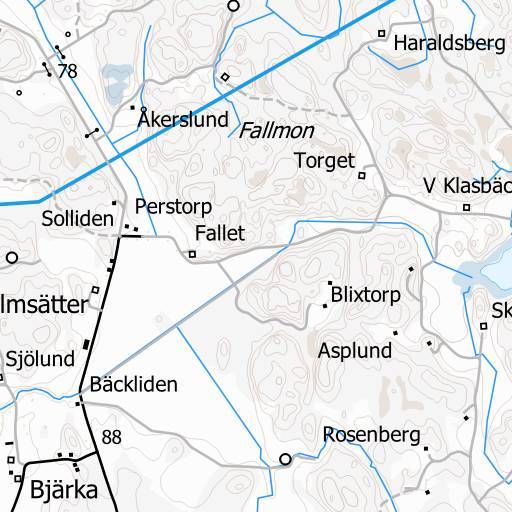 Haraldsberg
78
Åkerslund
Fallmon
Torget
V Klasbäc
Perstorp
Solliden
Fallet
lmsätter
Blixtorp
Sk
Sjölund
Asplund
Bäckliden
88
Rosenberg
Bjärka